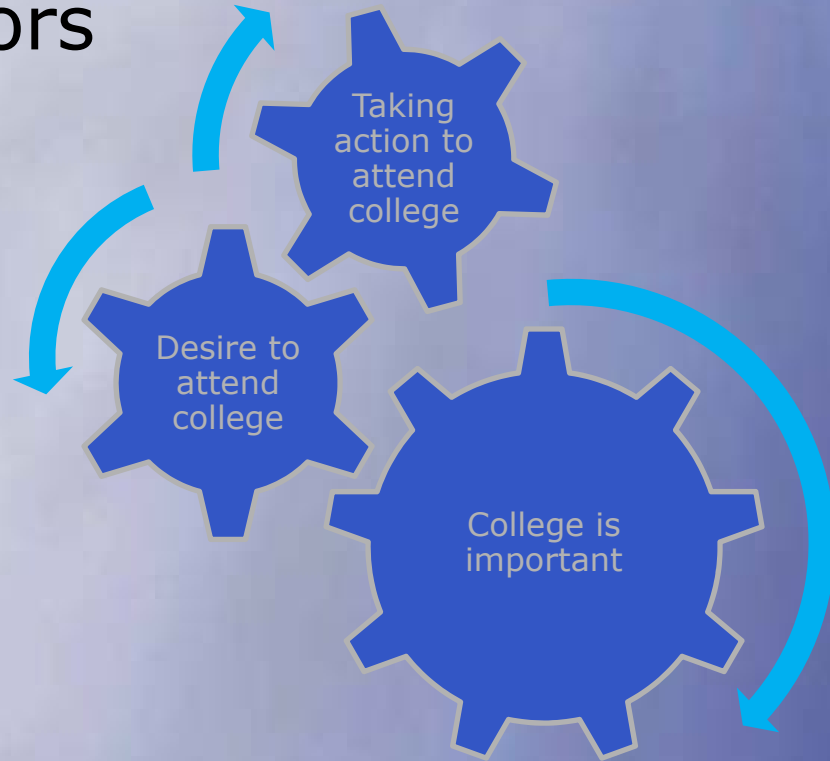 ors
Taking
action to
attend
college
Desire to
attend
college
College is
important